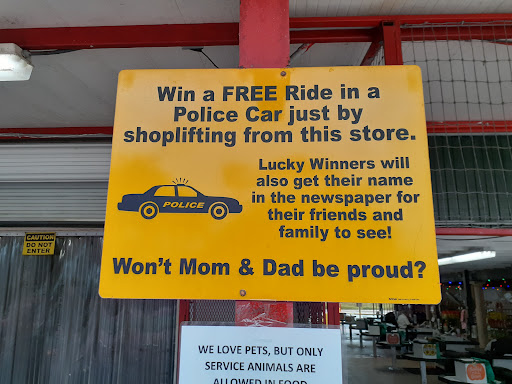 Win a FREE Ride in a
Police Car just by
shoplifting from this store.
Lucky Winners will
also get their name
in the newspaper for
their friends and
family to see!
POLICE
Won't Mom & Dad be proud?
CAUTION
DO NOT
ENTER
WE LOVE PETS, BUT ONLY
SERVICE ANIMALS ARE
ALLOWED IN FOOD